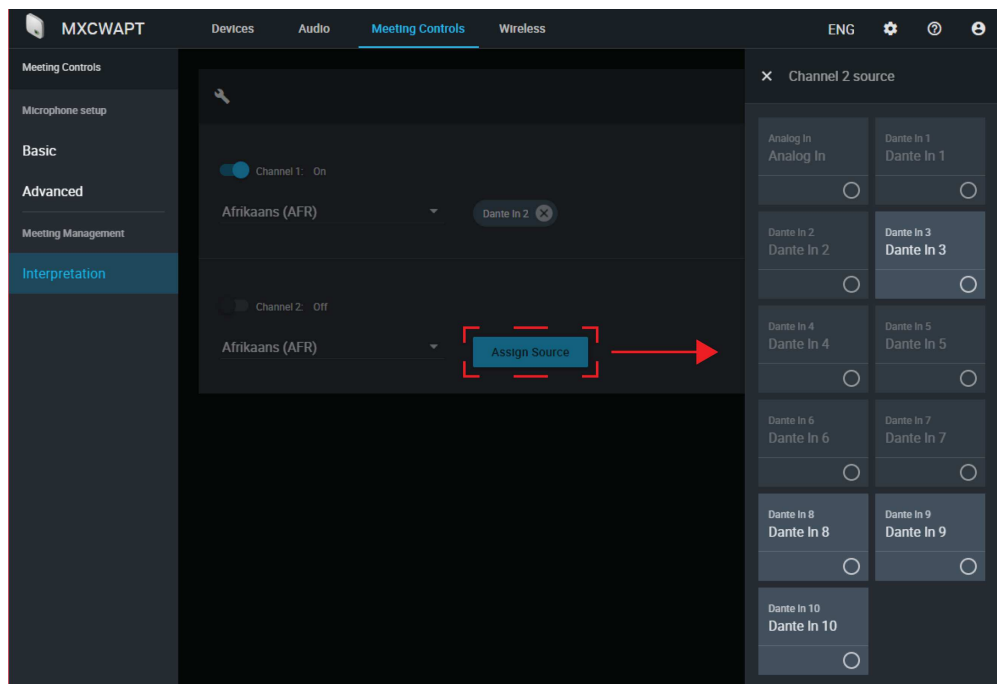 MXCWAPT
Devices
Audio
Meeting Controls
Wireless
ENG
Meeting Controls
Microphone setup
Basic
Advanced
Meeting Management
Interpretation
Channel 1: On
Afrikaans (AFR)
Dante In 2
Channel 2: Off
Afrikaans (AFR)
Assign Source
Channel 2 source
Analog In
Analog In
Dante In 1
Dante In 1
Dante In 2
Dante In 2
Dante In 3
Dante In 3
Dante In 4
Dante In 4
Dante In 5
Dante In 5
Dante In 6
Dante In 6
Dante In 7
Dante In 7
Dante In 8
Dante In 8
Dante In 9
Dante In 9
Dante In 10
Dante In 10